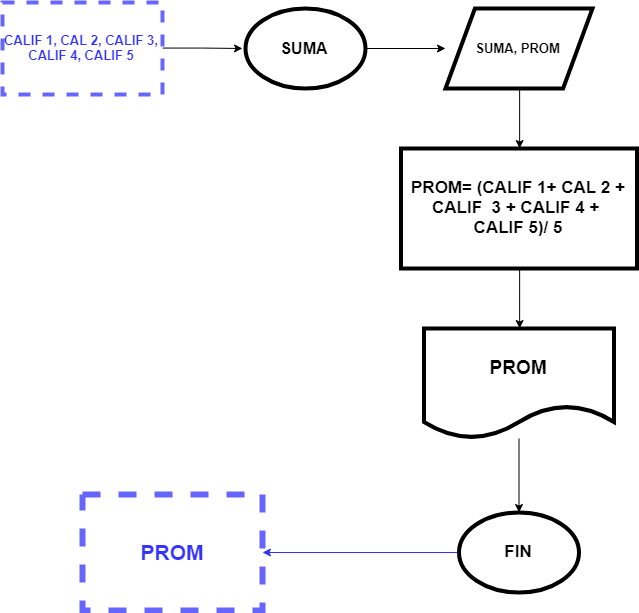 CALIF 1, CAL 2, CALIF 3,
CALIF 4, CALIF 5
SUMA
SUMA, PROM
PROM= (CALIF 1+ CAL 2 +
CALIF 3 + CALIF 4 +
CALIF 5)/ 5
PROM
FIN
PROM